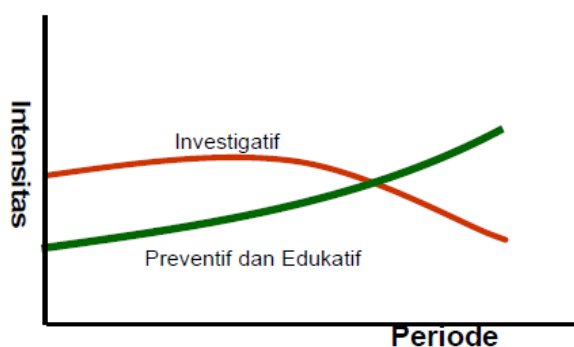 Intensitas
Investigatif
Preventif dan Edukatif
Periode